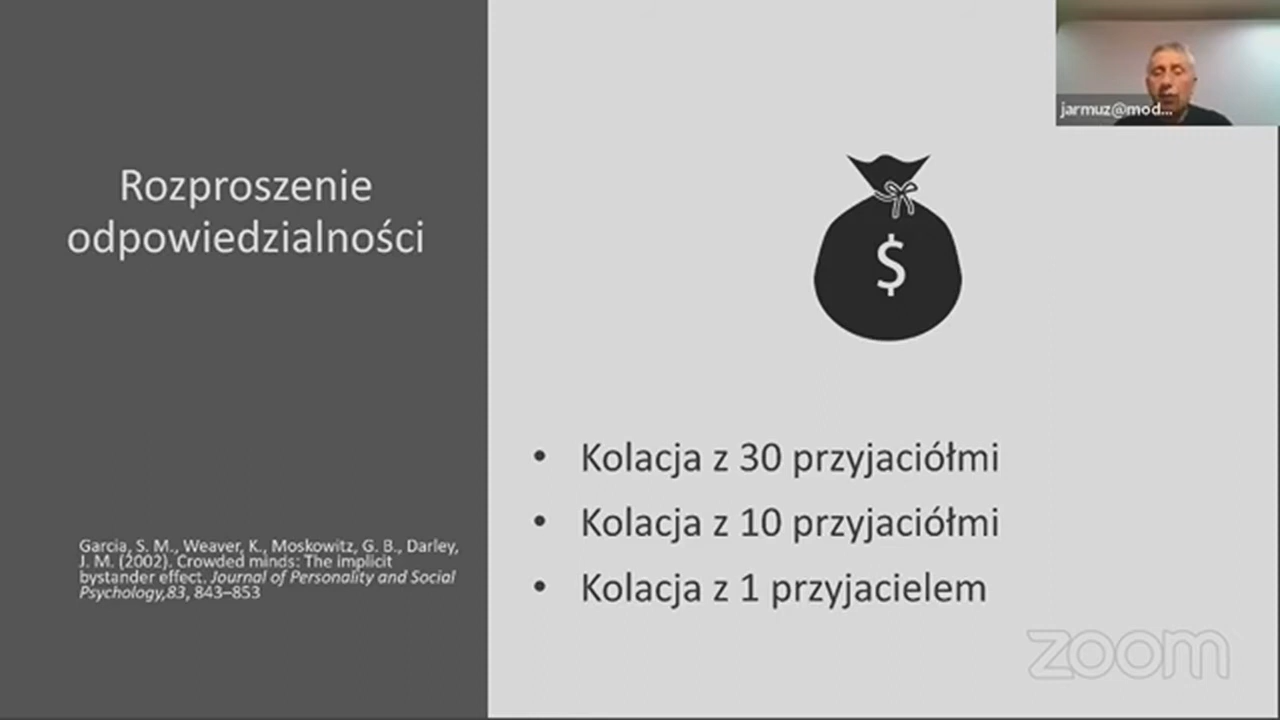 jarmuz@mod...
Rozproszenie
odpowiedzialności
$
Kolacja z 30 przyjaciółmi
Kolacja z 10 przyjaciółmi
Kolacja z 1 przyjacielem
Garcia, S. M., Weaver, K., Moskowitz, G. B., Darley,
J. M. (2002). Crowded minds: The implicit
bystander effect. Journal of Personality and Social
Psychology,83, 843–853
zoom